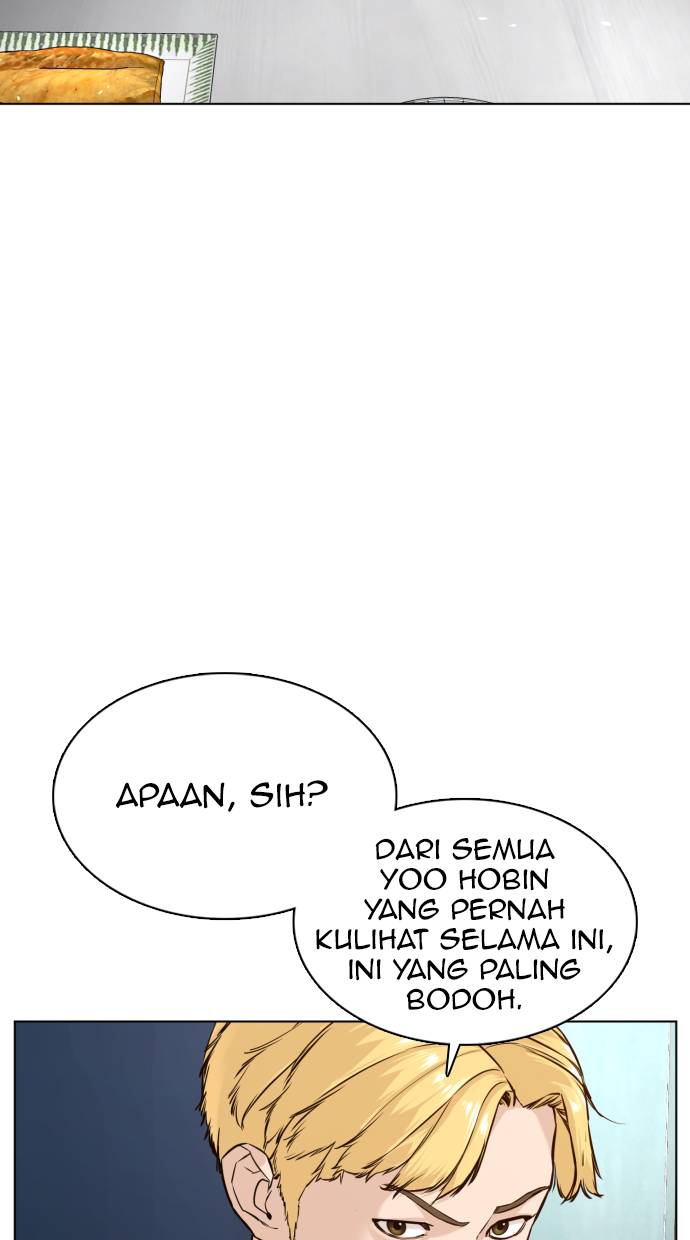 APAAN, SIH?
DARI SEMUA
YOO HOBIN
YANG PERNAH
KULIHAT SELAMA INI,
INI YANG PALING
BODOH.